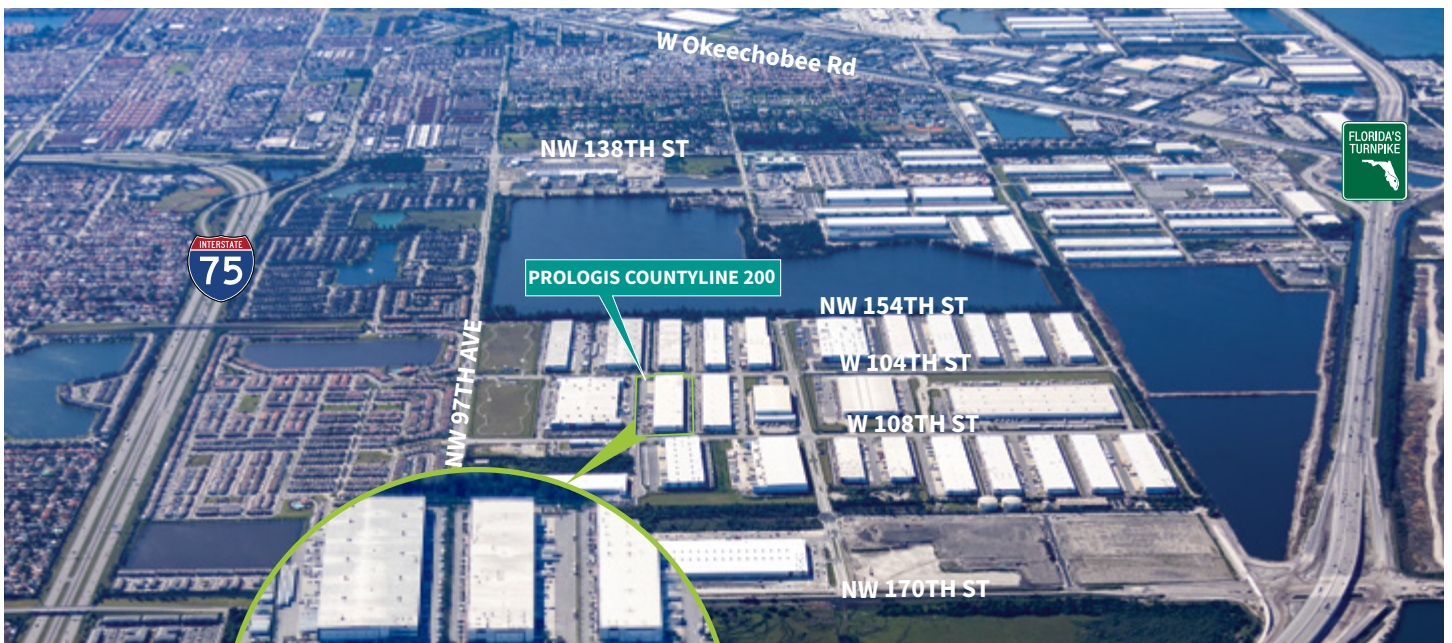 W Okeechobee Rd
NW 138TH ST
FLORIDA'S
TURNPIKE
INTERSTATE
75
PROLOGIS COUNTYLINE 200
NW 154TH ST
W 104TH ST
NW 97TH AVE
W 108TH ST
NW 170TH ST